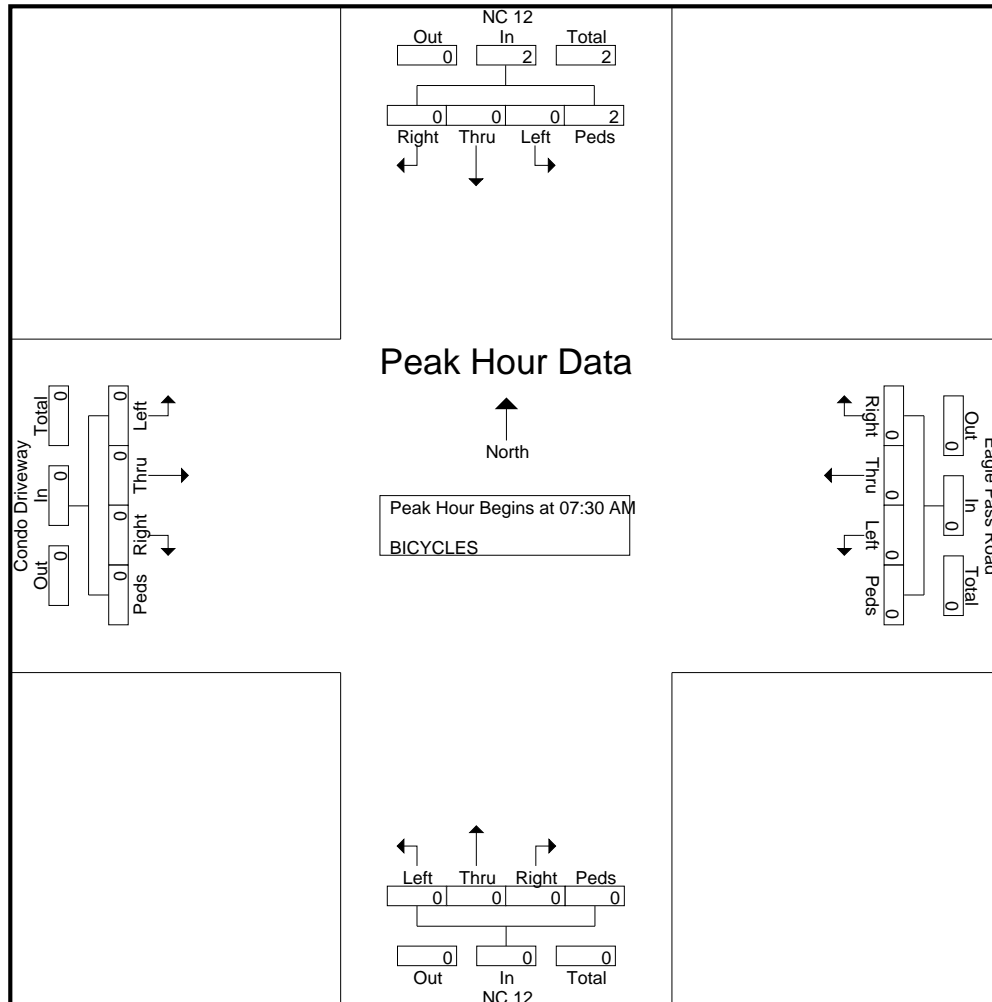 NC 12
Out In Total
0 2 2
0 0 0 2
Right Thru Left Peds
Peak Hour Data
North
Peak Hour Begins at 07:30 AM
BICYCLES
Condo Driveway
Out In Total
0 0 0
0 0 0 0
Peds Right Thru Left
Eagle Pass Road
Out In Total
0 0 0
0 0 0 0
Right Thru Left Peds
Left Thru Right Peds
0 0 0 0
0 0 0
Out In Total
NC 12